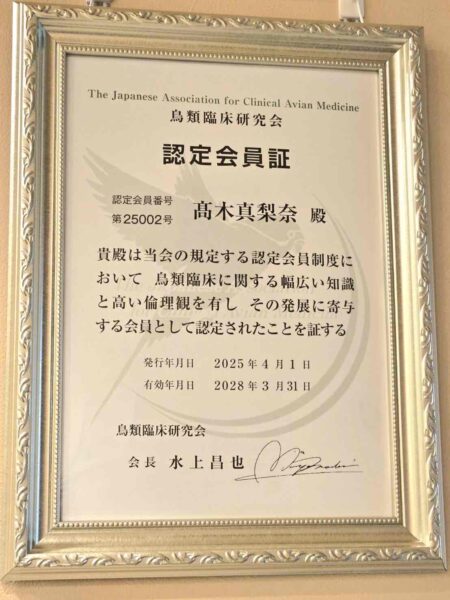 The Japanese Association for Clinical Avian Medicine
鳥類臨床研究会
認定会員証
認定会員番号
第25002号
髙木真梨奈 殿
貴殿は当会の規定する認定会員制度に
おいて 鳥類臨床に関する幅広い知識
と高い倫理観を有し その発展に寄与
する会員として認定されたことを証する
発行年月日 2025年4月1日
有効年月日 2028年3月31日
鳥類臨床研究会
会長 水上昌也